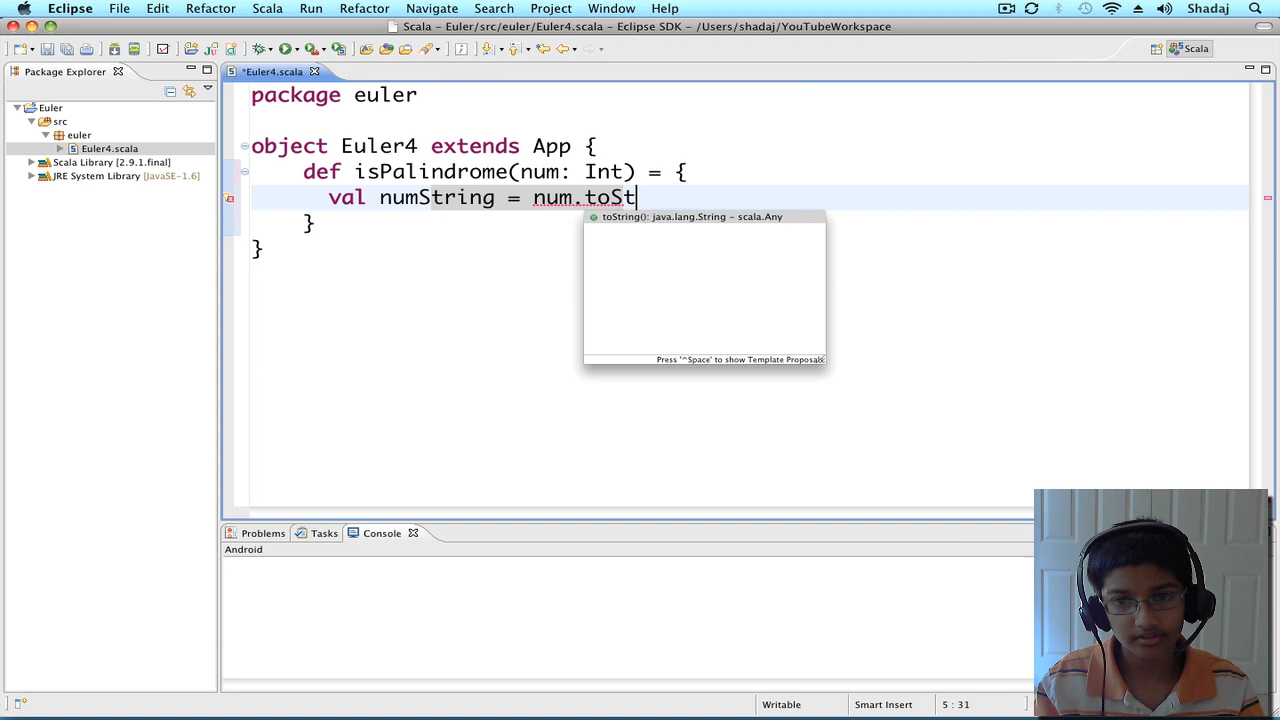 Eclipse File Edit Refactor Scala Run Refactor Navigate Search Project Window Help Shadaj
Scala - Euler/src/euler/Euler4.scala - Eclipse SDK - /Users/shadaj/YouTubeWorkspace
Scala
Package Explorer
*Euler4.scala
Euler
src
euler
Euler4.scala
Scala Library [2.9.1.final]
JRE System Library [JavaSE-1.6]
package euler
object Euler4 extends App {
def isPalindrome(num: Int) = {
val numString = num.toSt
}
}
toString(): java.lang.String - scala.Any
Press '^Space' to show Template Proposals
Problems Tasks Console
Android
Writable Smart Insert 5 : 31